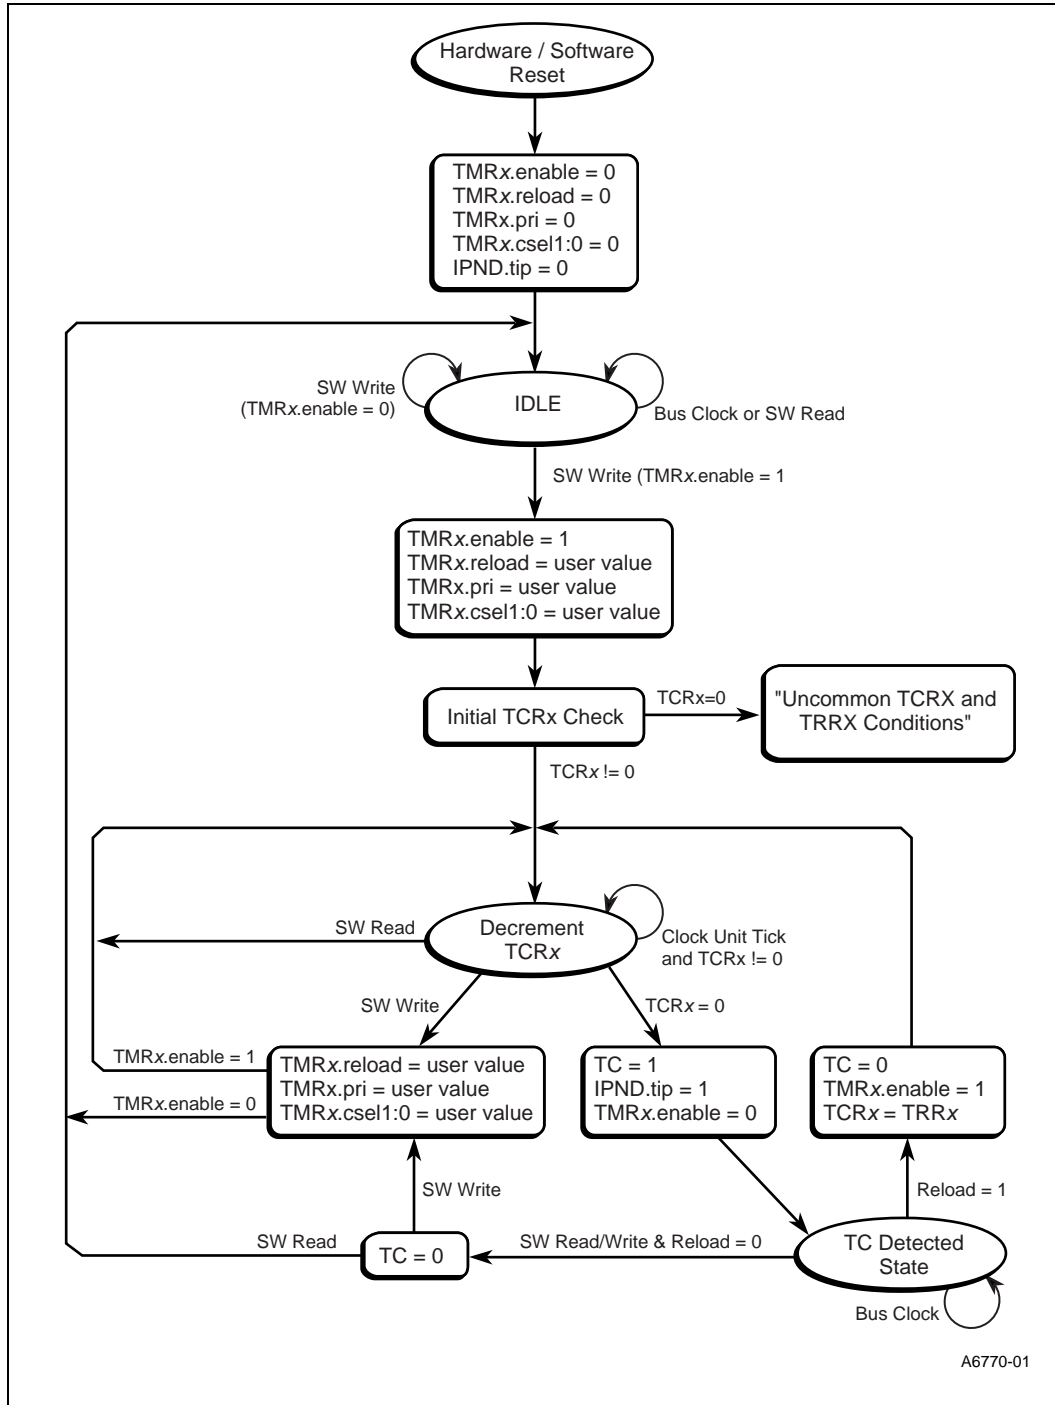 Hardware / Software
Reset
TMRx.enable = 0
TMRx.reload = 0
TMRx.pri = 0
TMRx.csel1:0 = 0
IPND.tip = 0
SW Write
(TMRx.enable = 0)
IDLE
Bus Clock or SW Read
SW Write (TMRx.enable = 1
TMRx.enable = 1
TMRx.reload = user value
TMRx.pri = user value
TMRx.csel1:0 = user value
Initial TCRx Check
TCRx=0
"Uncommon TCRX and
TRRX Conditions"
TCRx != 0
SW Read
Decrement
TCRx
Clock Unit Tick
and TCRx != 0
SW Write
TCRx = 0
TMRx.enable = 1
TMRx.enable = 0
TMRx.reload = user value
TMRx.pri = user value
TMRx.csel1:0 = user value
TC = 1
IPND.tip = 1
TMRx.enable = 0
TC = 0
TMRx.enable = 1
TCRx = TRRx
SW Write
Reload = 1
SW Read
TC = 0
SW Read/Write & Reload = 0
TC Detected
State
Bus Clock
A6770-01